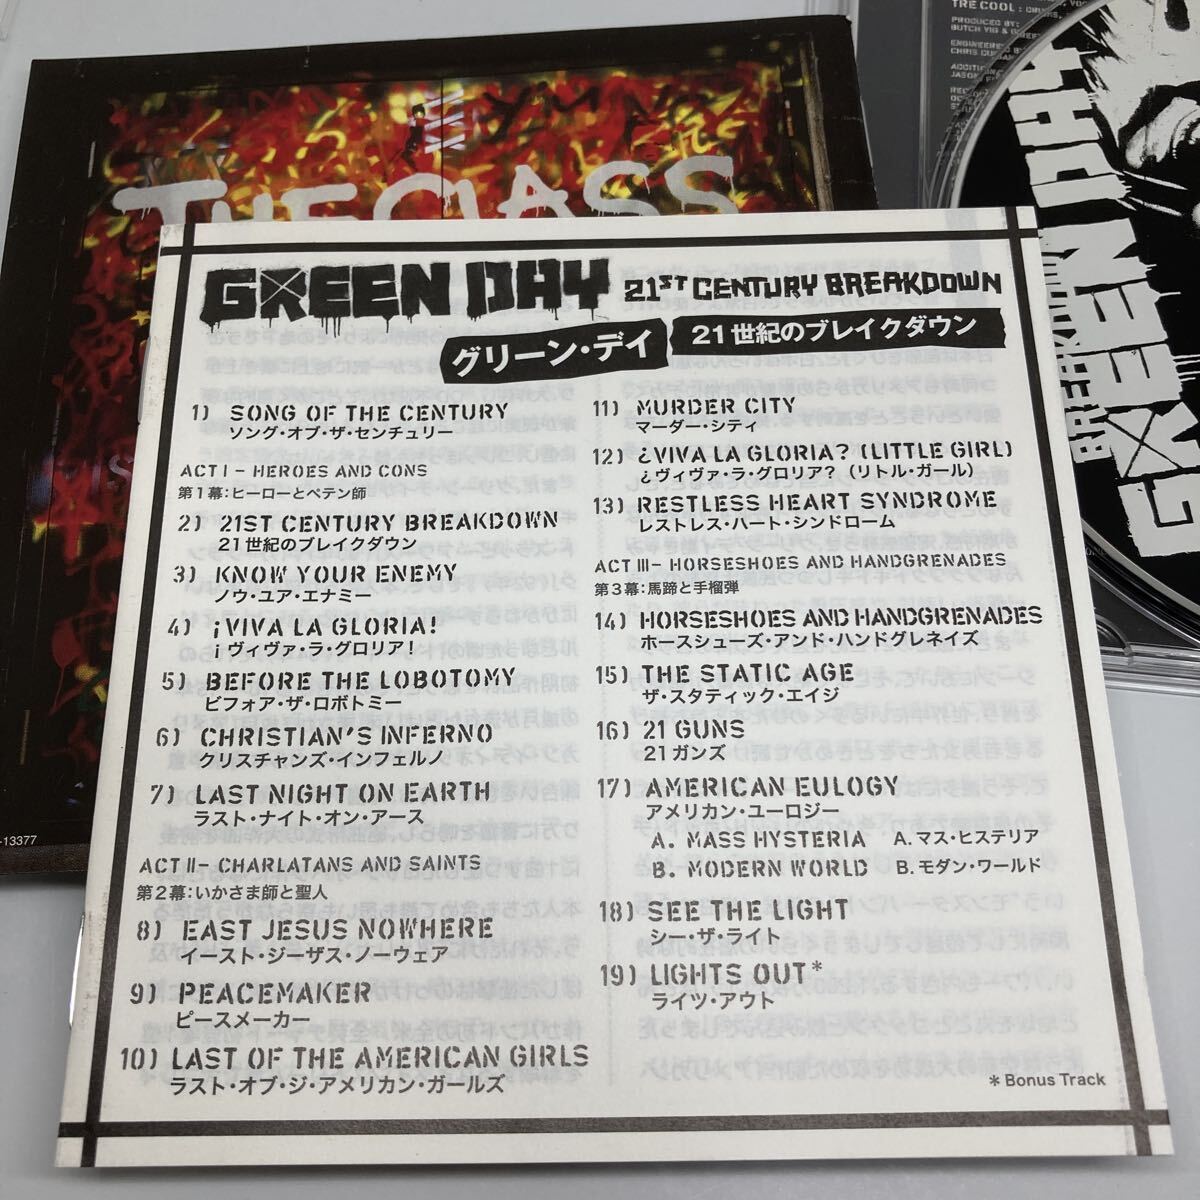 THE CLASS
TRE COOL : DRUMS,
PRODUCED BY:
BUTCH VIG &
-13377
GREEN DAY
BREAKDOWN
GREEN DAY 21ST CENTURY BREAKDOWN
グリーン・デイ 21世紀のブレイクダウン
1) SONG OF THE CENTURY
ソング・オブ・ザ・センチュリー
ACT I - HEROES AND CONS
第1幕:ヒーローとペテン師
2) 21ST CENTURY BREAKDOWN
21世紀のブレイクダウン
3) KNOW YOUR ENEMY
ノウ・ユア・エナミー
4) ¡VIVA LA GLORIA!
¡ヴィヴァ・ラ・グロリア!
5) BEFORE THE LOBOTOMY
ビフォア・ザ・ロボトミー
6) CHRISTIAN'S INFERNO
クリスチャンズ・インフェルノ
7) LAST NIGHT ON EARTH
ラスト・ナイト・オン・アース
ACT II - CHARLATANS AND SAINTS
第2幕:いかさま師と聖人
8) EAST JESUS NOWHERE
イースト・ジーザス・ノーウェア
9) PEACEMAKER
ピースメーカー
10) LAST OF THE AMERICAN GIRLS
ラスト・オブ・ジ・アメリカン・ガールズ
11) MURDER CITY
マーダー・シティ
12) ¿VIVA LA GLORIA? (LITTLE GIRL)
¿ヴィヴァ・ラ・グロリア?(リトル・ガール)
13) RESTLESS HEART SYNDROME
レストレス・ハート・シンドローム
ACT III - HORSESHOES AND HANDGRENADES
第3幕:馬蹄と手榴弾
14) HORSESHOES AND HANDGRENADES
ホースシューズ・アンド・ハンドグレネイズ
15) THE STATIC AGE
ザ・スタティック・エイジ
16) 21 GUNS
21ガンズ
17) AMERICAN EULOGY
アメリカン・ユーロジー
A. MASS HYSTERIA A. マス・ヒステリア
B. MODERN WORLD B. モダン・ワールド
18) SEE THE LIGHT
シー・ザ・ライト
19) LIGHTS OUT*
ライツ・アウト
* Bonus Track